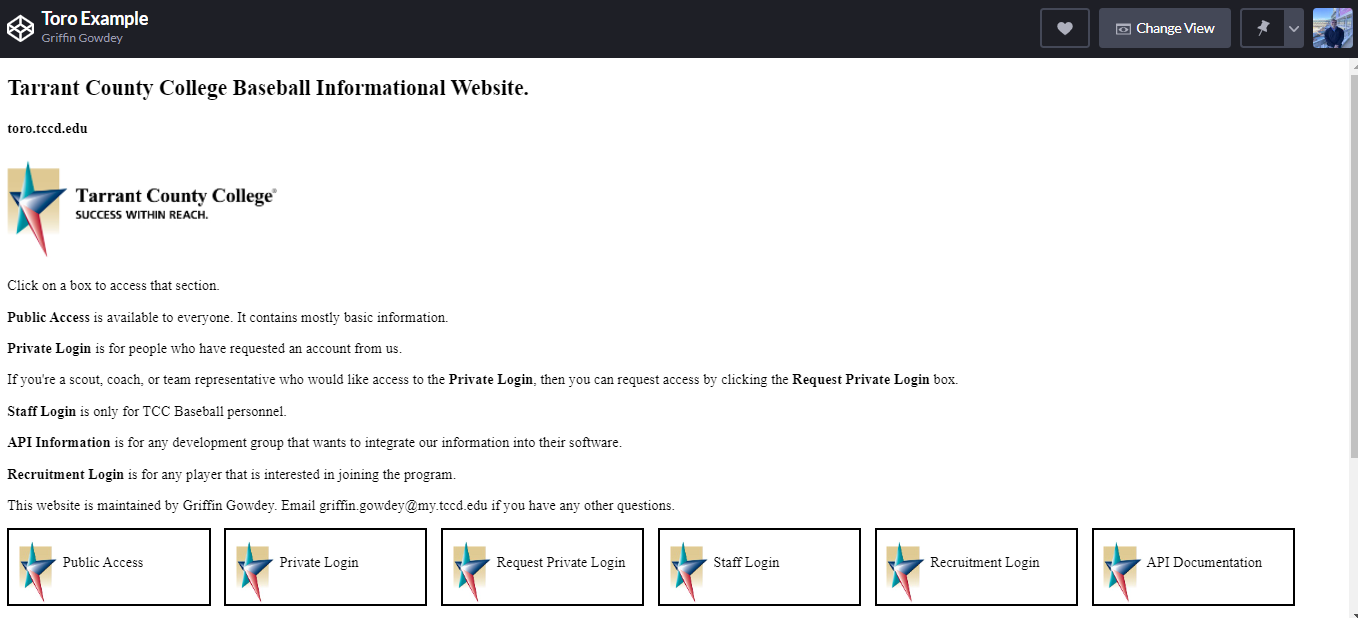 Toro Example
Griffin Gowdey
Change View
Tarrant County College Baseball Informational Website.
toro.tccd.edu
Tarrant County College®
SUCCESS WITHIN REACH.
Click on a box to access that section.
Public Access is available to everyone. It contains mostly basic information.
Private Login is for people who have requested an account from us.
If you're a scout, coach, or team representative who would like access to the Private Login, then you can request access by clicking the Request Private Login box.
Staff Login is only for TCC Baseball personnel.
API Information is for any development group that wants to integrate our information into their software.
Recruitment Login is for any player that is interested in joining the program.
This website is maintained by Griffin Gowdey. Email griffin.gowdey@my.tccd.edu if you have any other questions.
Public Access
Private Login
Request Private Login
Staff Login
Recruitment Login
API Documentation